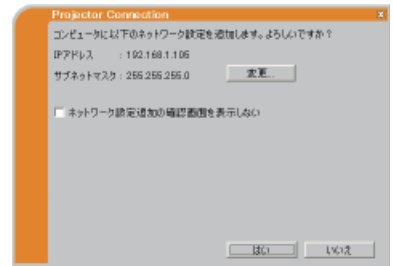 Projector Connection
コンピュータに以下のネットワーク設定を追加します。よろしいですか？
IPアドレス : 192.168.1.105
サブネットマスク : 255.255.255.0 変更...
ネットワーク設定追加の確認画面を表示しない
はい いいえ